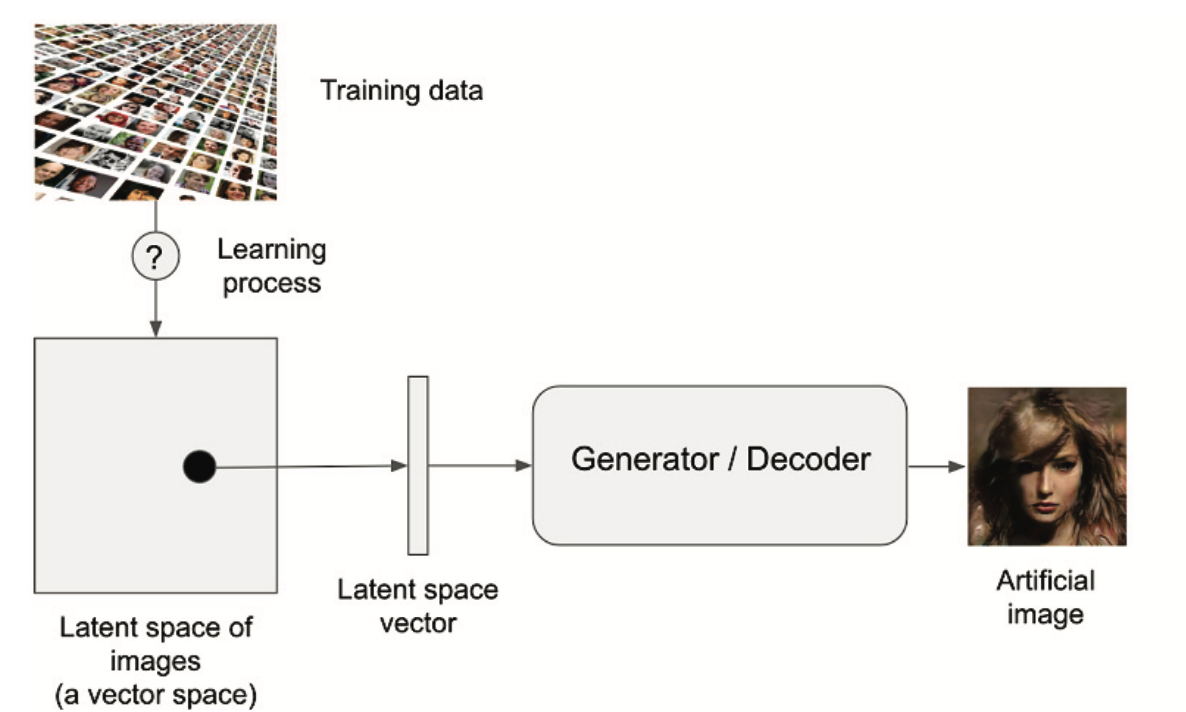 Training data
?
Learning
process
Generator / Decoder
Latent space
vector
Artificial
image
Latent space of
images
(a vector space)